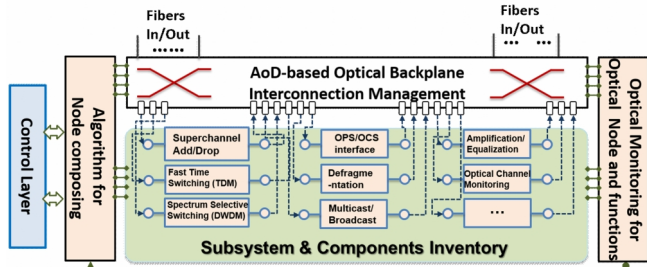 Fibers
In/Out
Fibers
In/Out
AoD-based Optical Backplane
Interconnection Management
Control Layer
Algorithm for
Node composing
Superchannel
Add/Drop
OPS/OCS
interface
Amplification/
Equalization
Fast Time
Switching (TDM)
Defragme
-ntation
Optical Channel
Monitoring
Spectrum Selective
Switching (DWDM)
Multicast/
Broadcast
...
Subsystem & Components Inventory
Optical Monitoring for
Optical Node and functions